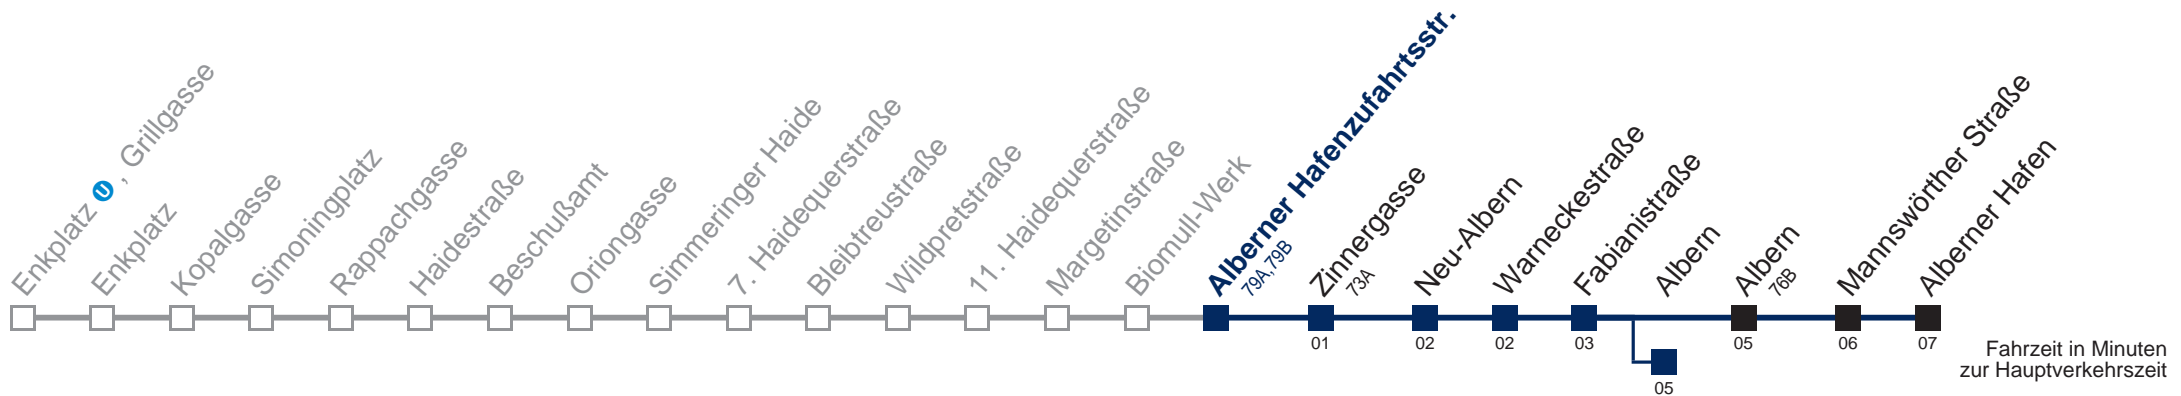 Enkplatz U , Grillgasse
Enkplatz
Kopalgasse
Simoningplatz
Rappachgasse
Haidestraße
Beschußamt
Oriongasse
Simmeringer Haide
7. Haidequerstraße
Bleibtreustraße
Wildpretstraße
11. Haidequerstraße
Margetinstraße
Biomull-Werk
Alberner Hafenzufahrtsstr.
79A,79B
Zinnergasse
73A
Neu-Albern
Warneckestraße
Fabianistraße
Albern
Albern
76B
Mannswörther Straße
Alberner Hafen
01
02
02
03
05
06
07
05
Fahrzeit in Minuten
zur Hauptverkehrszeit